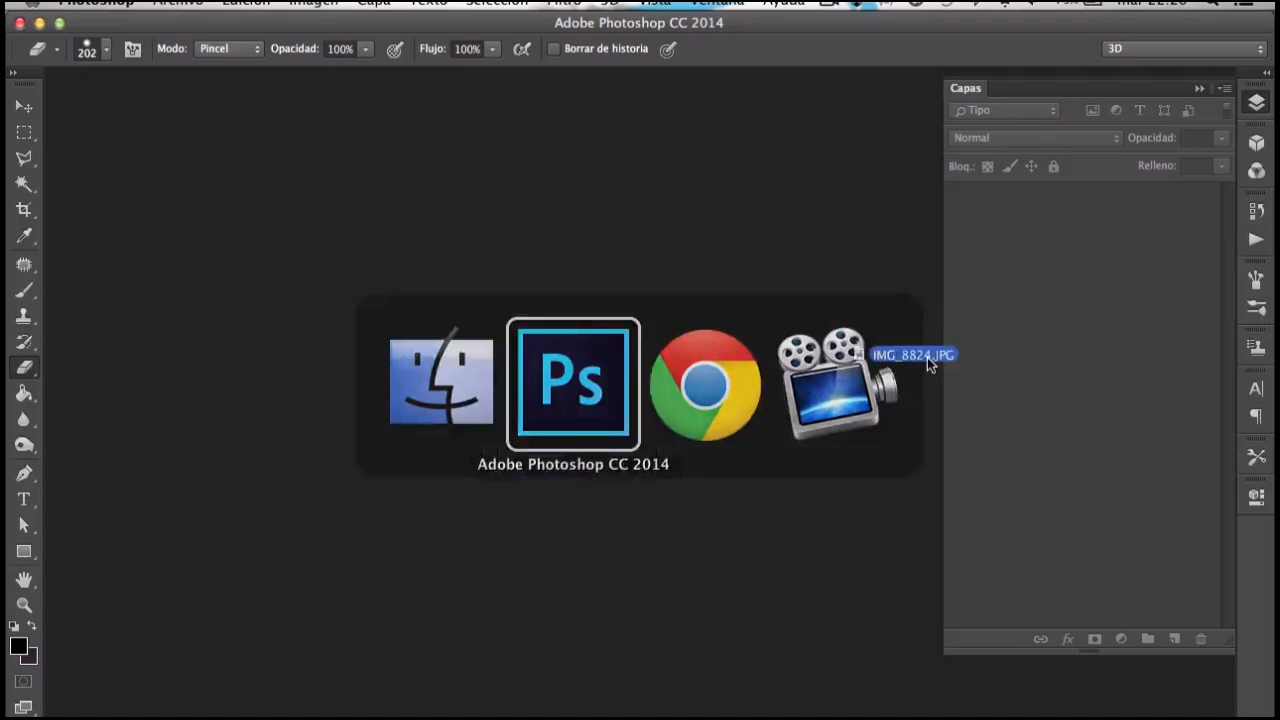 Photoshop Archivo Edición Imagen Capa Texto Selección Filtro 3D Vista Ventana Ayuda
Adobe Photoshop CC 2014
202 Modo: Pincel Opacidad: 100% Flujo: 100% Borrar de historia 3D
Capas
Tipo
Normal Opacidad:
Bloq.: Relleno:
IMG_8824.JPG
Ps
Adobe Photoshop CC 2014